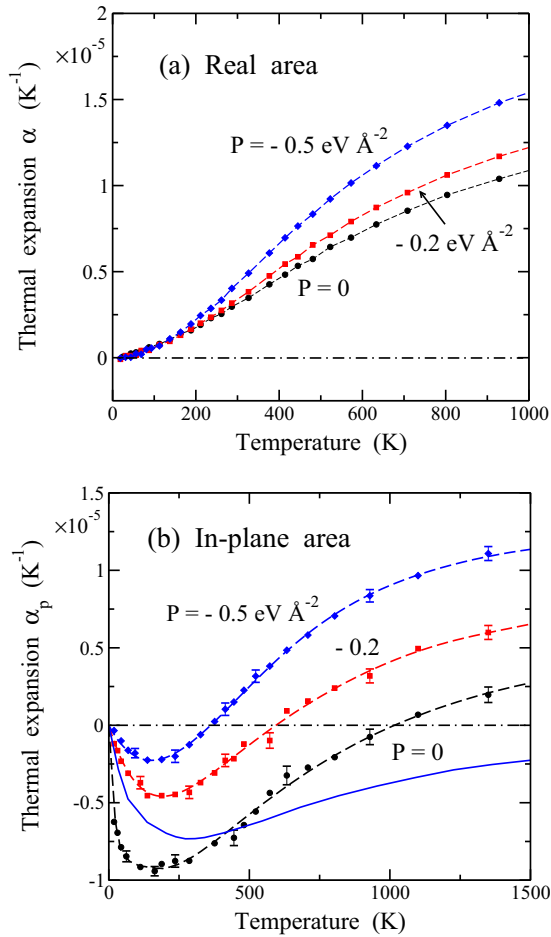 2
×10⁻⁵
(a) Real area
1.5
P = - 0.5 eV Å⁻²
1
- 0.2 eV Å⁻²
0.5
P = 0
0
Thermal expansion α (K⁻¹)
0 200 400 600 800 1000
Temperature (K)
1.5
×10⁻⁵
(b) In-plane area
1
P = - 0.5 eV Å⁻²
0.5
- 0.2
0
P = 0
-0.5
-1
Thermal expansion αₚ (K⁻¹)
0 500 1000 1500
Temperature (K)